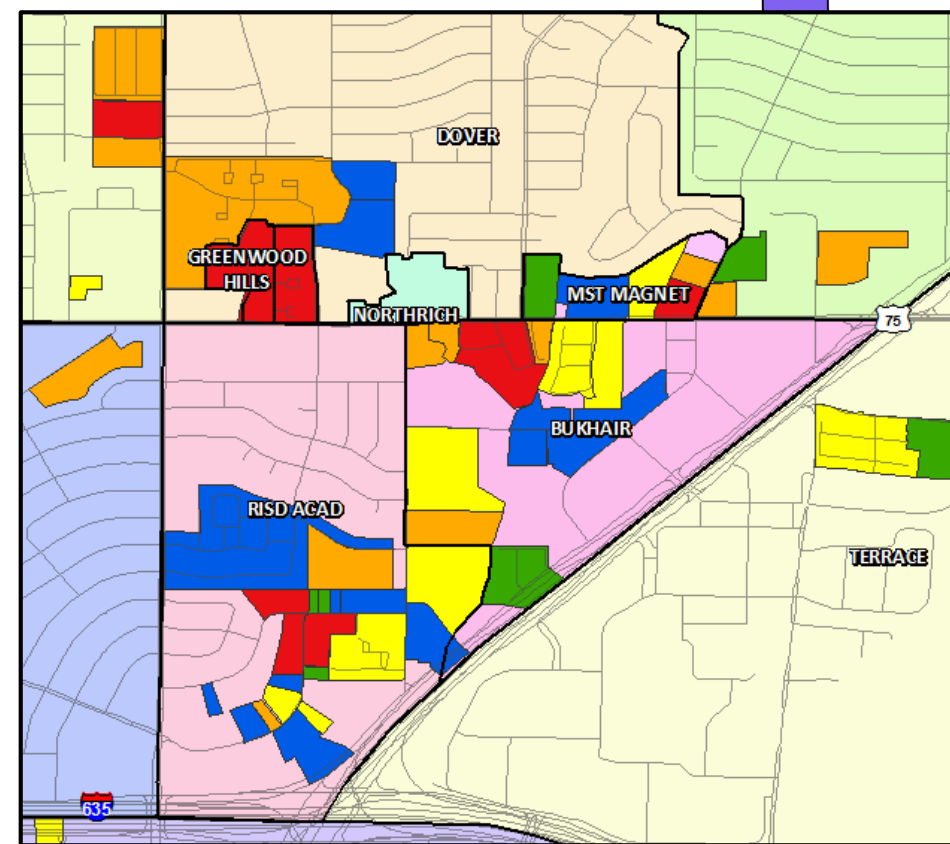 DOVER
GREENWOOD
HILLS
MST MAGNET
NORTHRICH
75
BUKHAIR
RISD ACAD
TERRACE
635